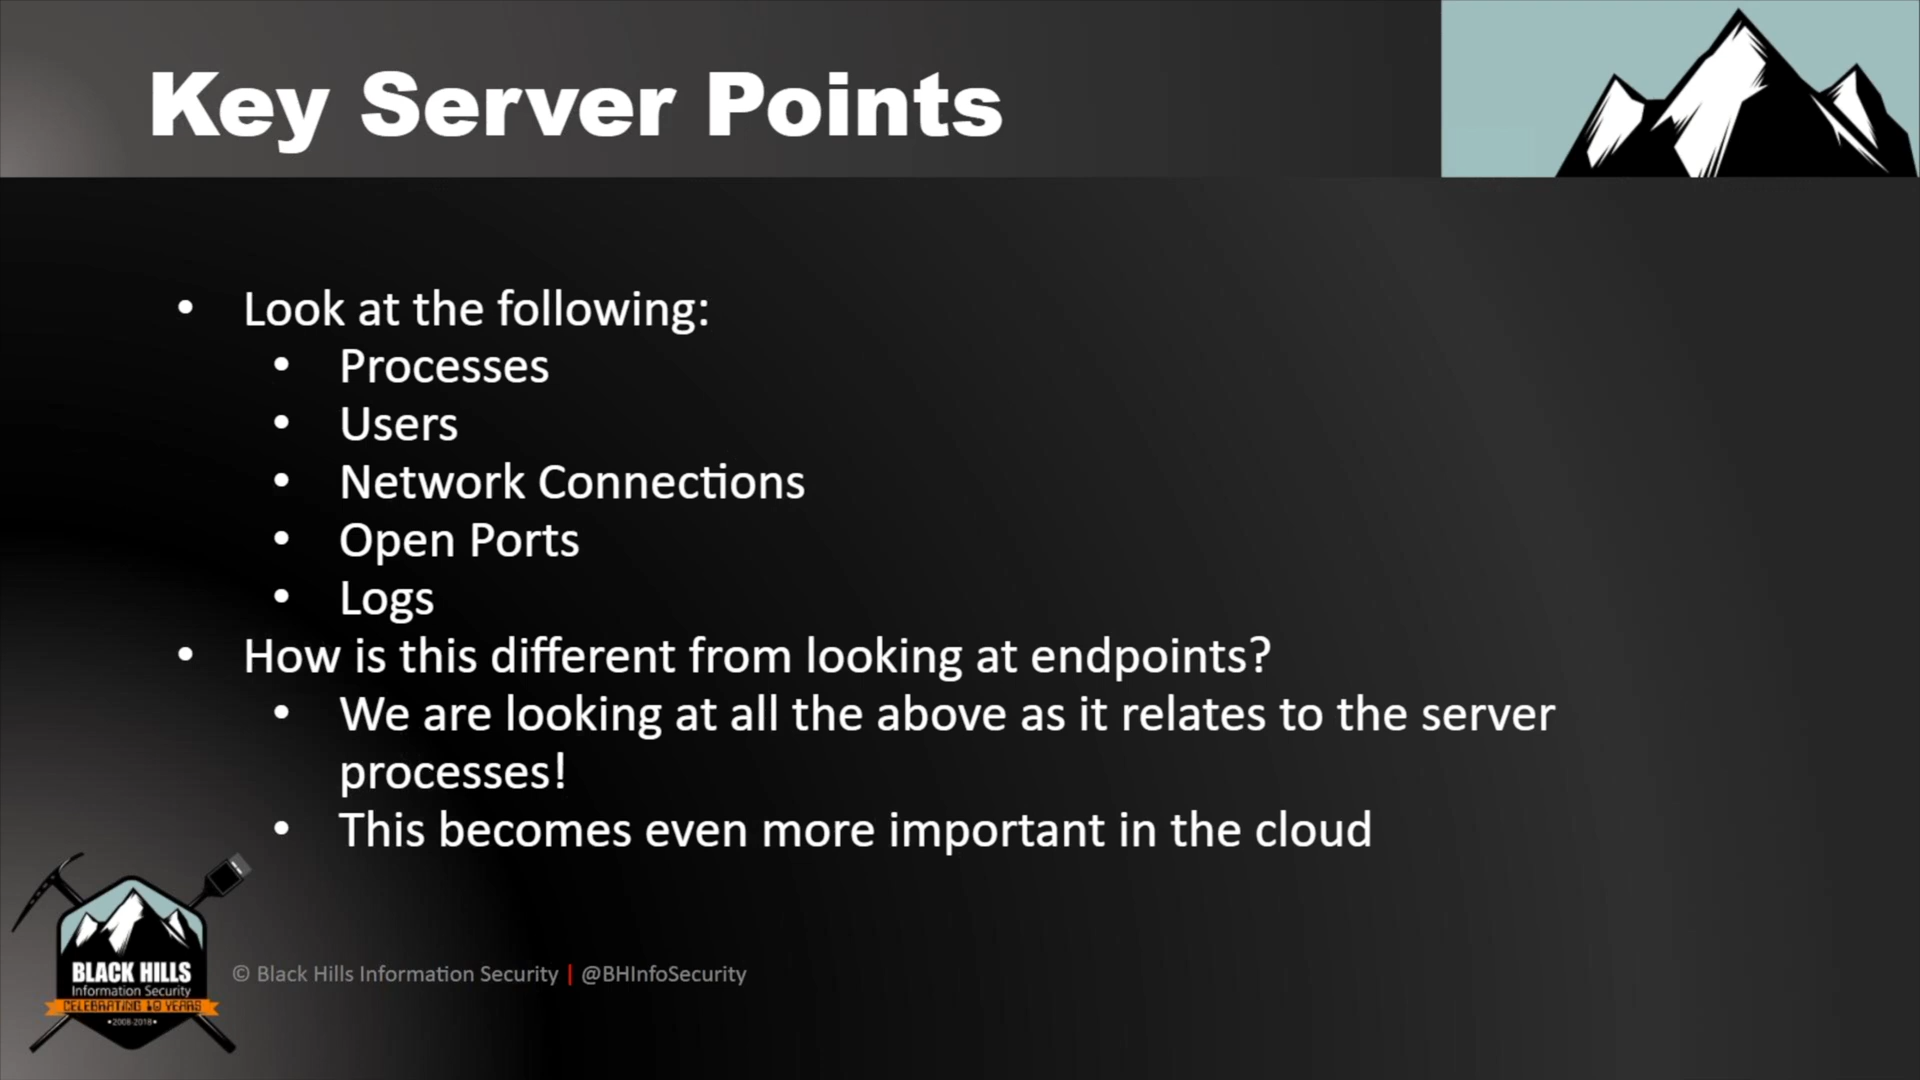 Key Server Points
• Look at the following:
• Processes
• Users
• Network Connections
• Open Ports
• Logs
• How is this different from looking at endpoints?
• We are looking at all the above as it relates to the server
processes!
• This becomes even more important in the cloud
BLACK HILLS
Information Security
CELEBRATING 10 YEARS
•2008-2018•
© Black Hills Information Security | @BHInfoSecurity